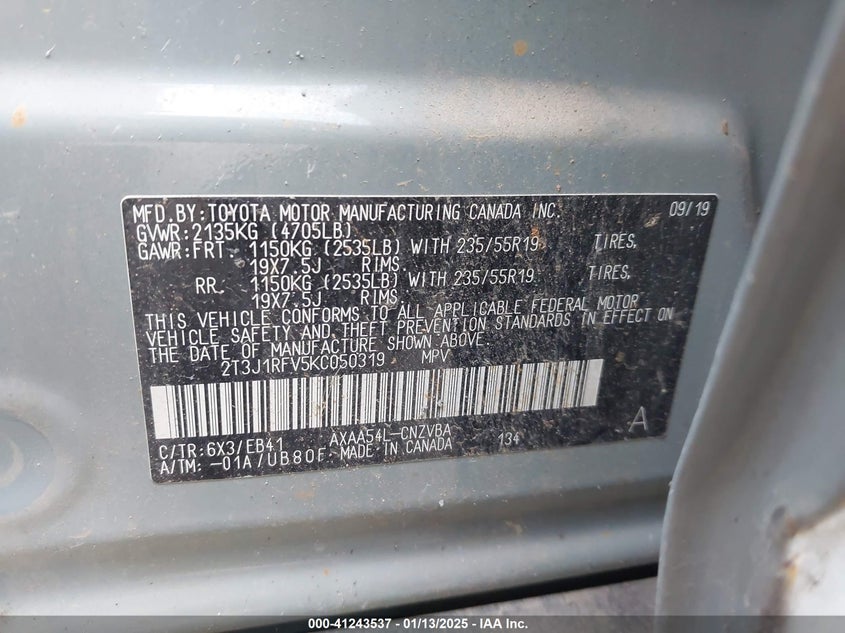 MFD.BY:TOYOTA MOTOR MANUFACTURING CANADA INC. 09/19
GVWR:2135KG (4705LB)
GAWR:FRT. 1150KG (2535LB) WITH 235/55R19 TIRES,
19X7.5J RIMS.
RR. 1150KG (2535LB) WITH 235/55R19 TIRES,
19X7.5J RIMS.
THIS VEHICLE CONFORMS TO ALL APPLICABLE FEDERAL MOTOR
VEHICLE SAFETY AND THEFT PREVENTION STANDARDS IN EFFECT ON
THE DATE OF MANUFACTURE SHOWN ABOVE.
2T3J1RFV5KC050319 MPV
C/TR:6X3/EB41 AXAA54L-CNZVBA 134 A
A/TM: -01A/UB80F MADE IN CANADA
000-41243537 - 01/13/2025 - IAA Inc.